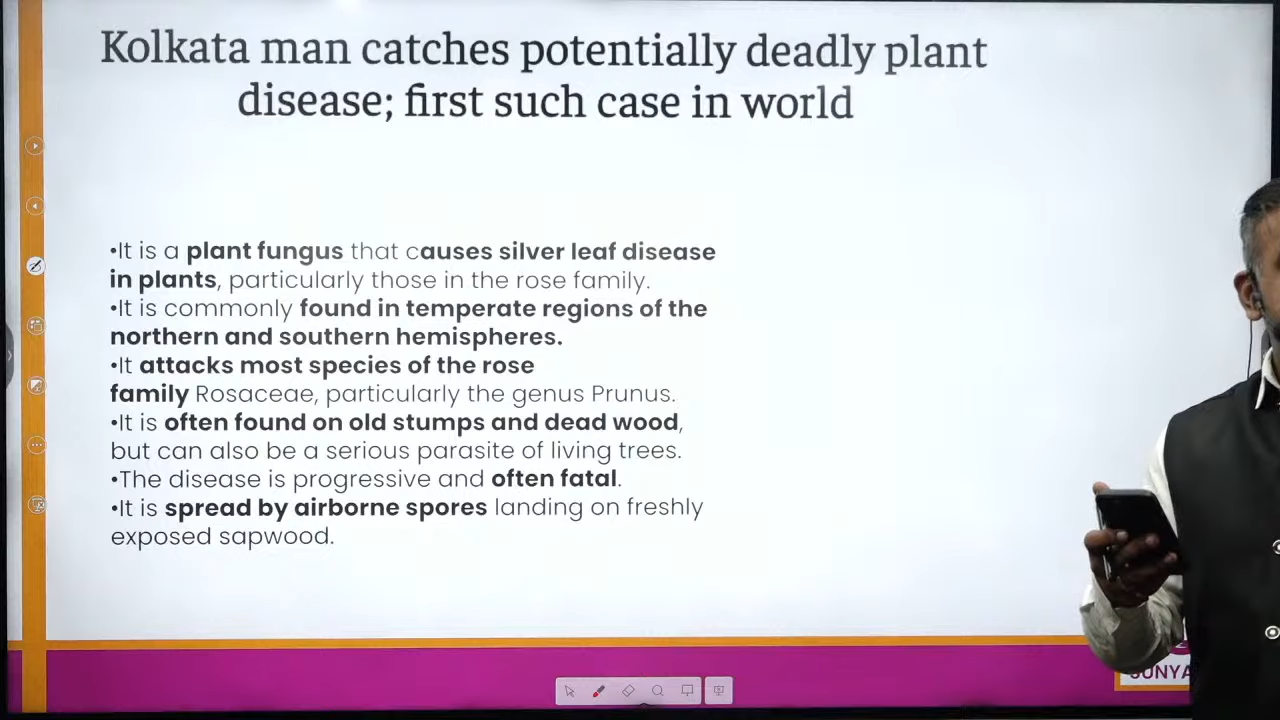 Kolkata man catches potentially deadly plant
disease; first such case in world
•It is a plant fungus that causes silver leaf disease
in plants, particularly those in the rose family.
•It is commonly found in temperate regions of the
northern and southern hemispheres.
•It attacks most species of the rose
family Rosaceae, particularly the genus Prunus.
•It is often found on old stumps and dead wood,
but can also be a serious parasite of living trees.
•The disease is progressive and often fatal.
•It is spread by airborne spores landing on freshly
exposed sapwood.